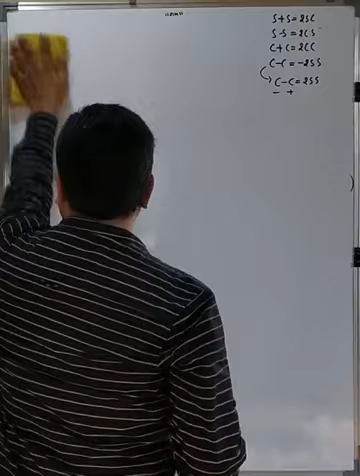 S+S=2SC
S-S=2CS
C+C=2CC
C-C=-2SS
C-C=2SS
- +